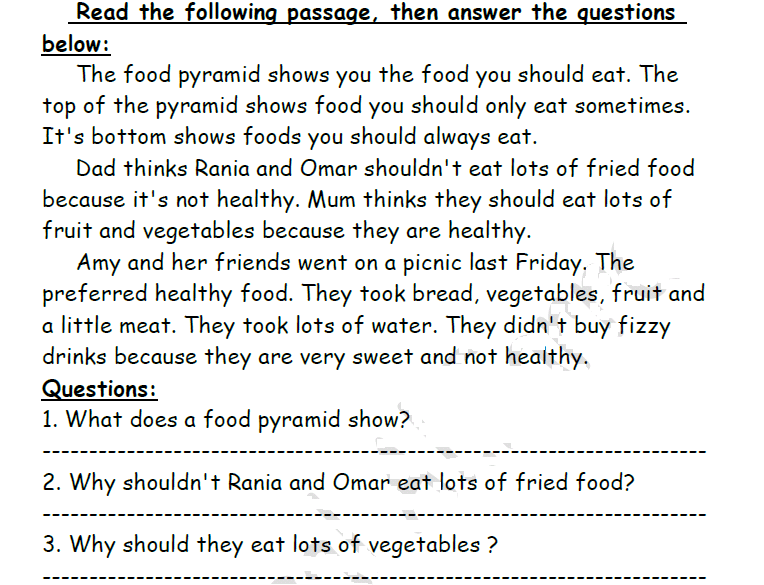 Read the following passage, then answer the questions
below:
The food pyramid shows you the food you should eat. The
top of the pyramid shows food you should only eat sometimes.
It's bottom shows foods you should always eat.
Dad thinks Rania and Omar shouldn't eat lots of fried food
because it's not healthy. Mum thinks they should eat lots of
fruit and vegetables because they are healthy.
Amy and her friends went on a picnic last Friday. The
preferred healthy food. They took bread, vegetables, fruit and
a little meat. They took lots of water. They didn't buy fizzy
drinks because they are very sweet and not healthy.
Questions:
1. What does a food pyramid show?
-----------------------------------------------------------------------
2. Why shouldn't Rania and Omar eat lots of fried food?
-----------------------------------------------------------------------
3. Why should they eat lots of vegetables ?
-----------------------------------------------------------------------